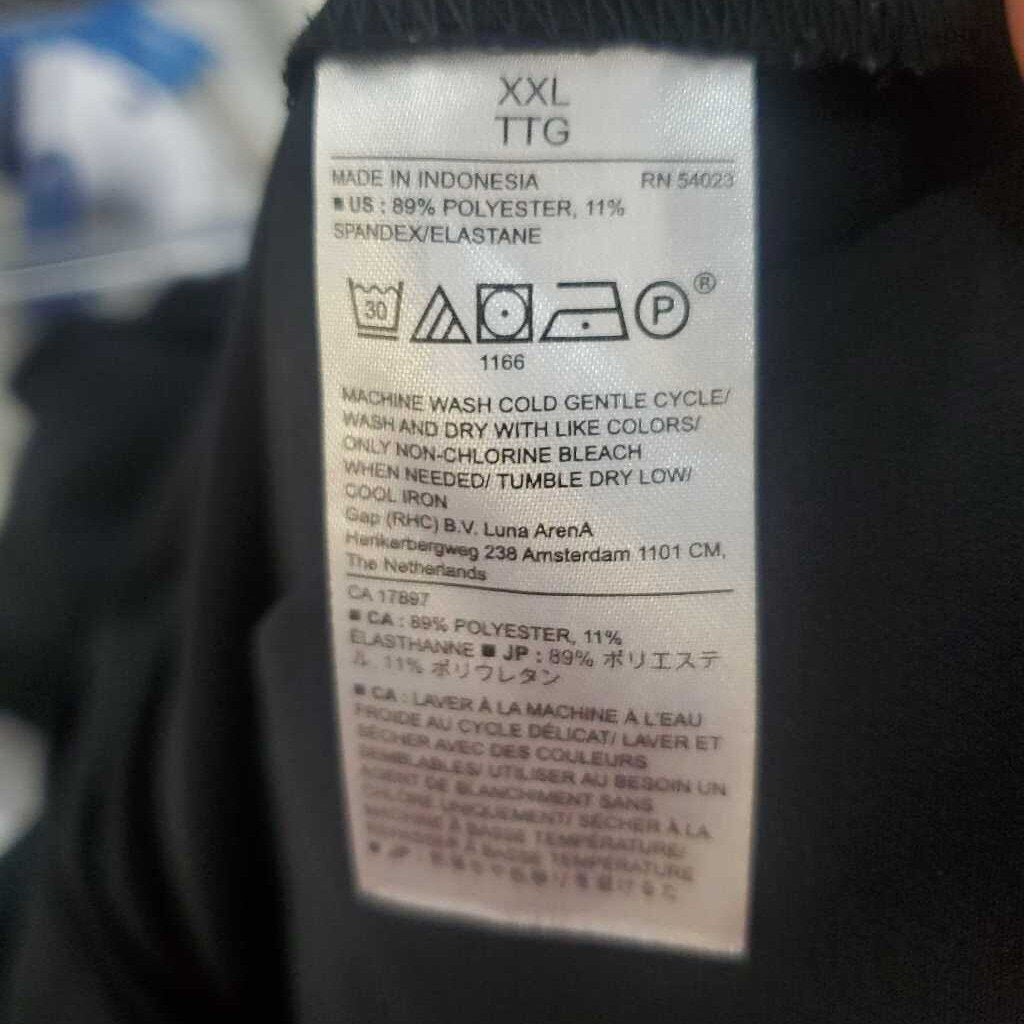 XXL
TTG
MADE IN INDONESIA RN 54023
■ US : 89% POLYESTER, 11%
SPANDEX/ELASTANE
30 P ®
1166
MACHINE WASH COLD GENTLE CYCLE/
WASH AND DRY WITH LIKE COLORS/
ONLY NON-CHLORINE BLEACH
WHEN NEEDED/ TUMBLE DRY LOW/
COOL IRON
Gap (RHC) B.V. Luna ArenA
Herikerbergweg 238 Amsterdam 1101 CM,
The Netherlands
CA 17897
■ CA : 89% POLYESTER, 11%
ÉLASTHANNE ■ JP : 89% ポリエステ
ル, 11% ポリウレタン
■ CA : LAVER À LA MACHINE À L'EAU
FROIDE AU CYCLE DÉLICAT/ LAVER ET
SÉCHER AVEC DES COULEURS
SEMBLABLES/ UTILISER AU BESOIN UN
AGENT DE BLANCHIMENT SANS
CHLORE UNIQUEMENT/ SÉCHER À LA
MACHINE À BASSE TEMPÉRATURE/
REPASSER À BASSE TEMPÉRATURE
■ JP :